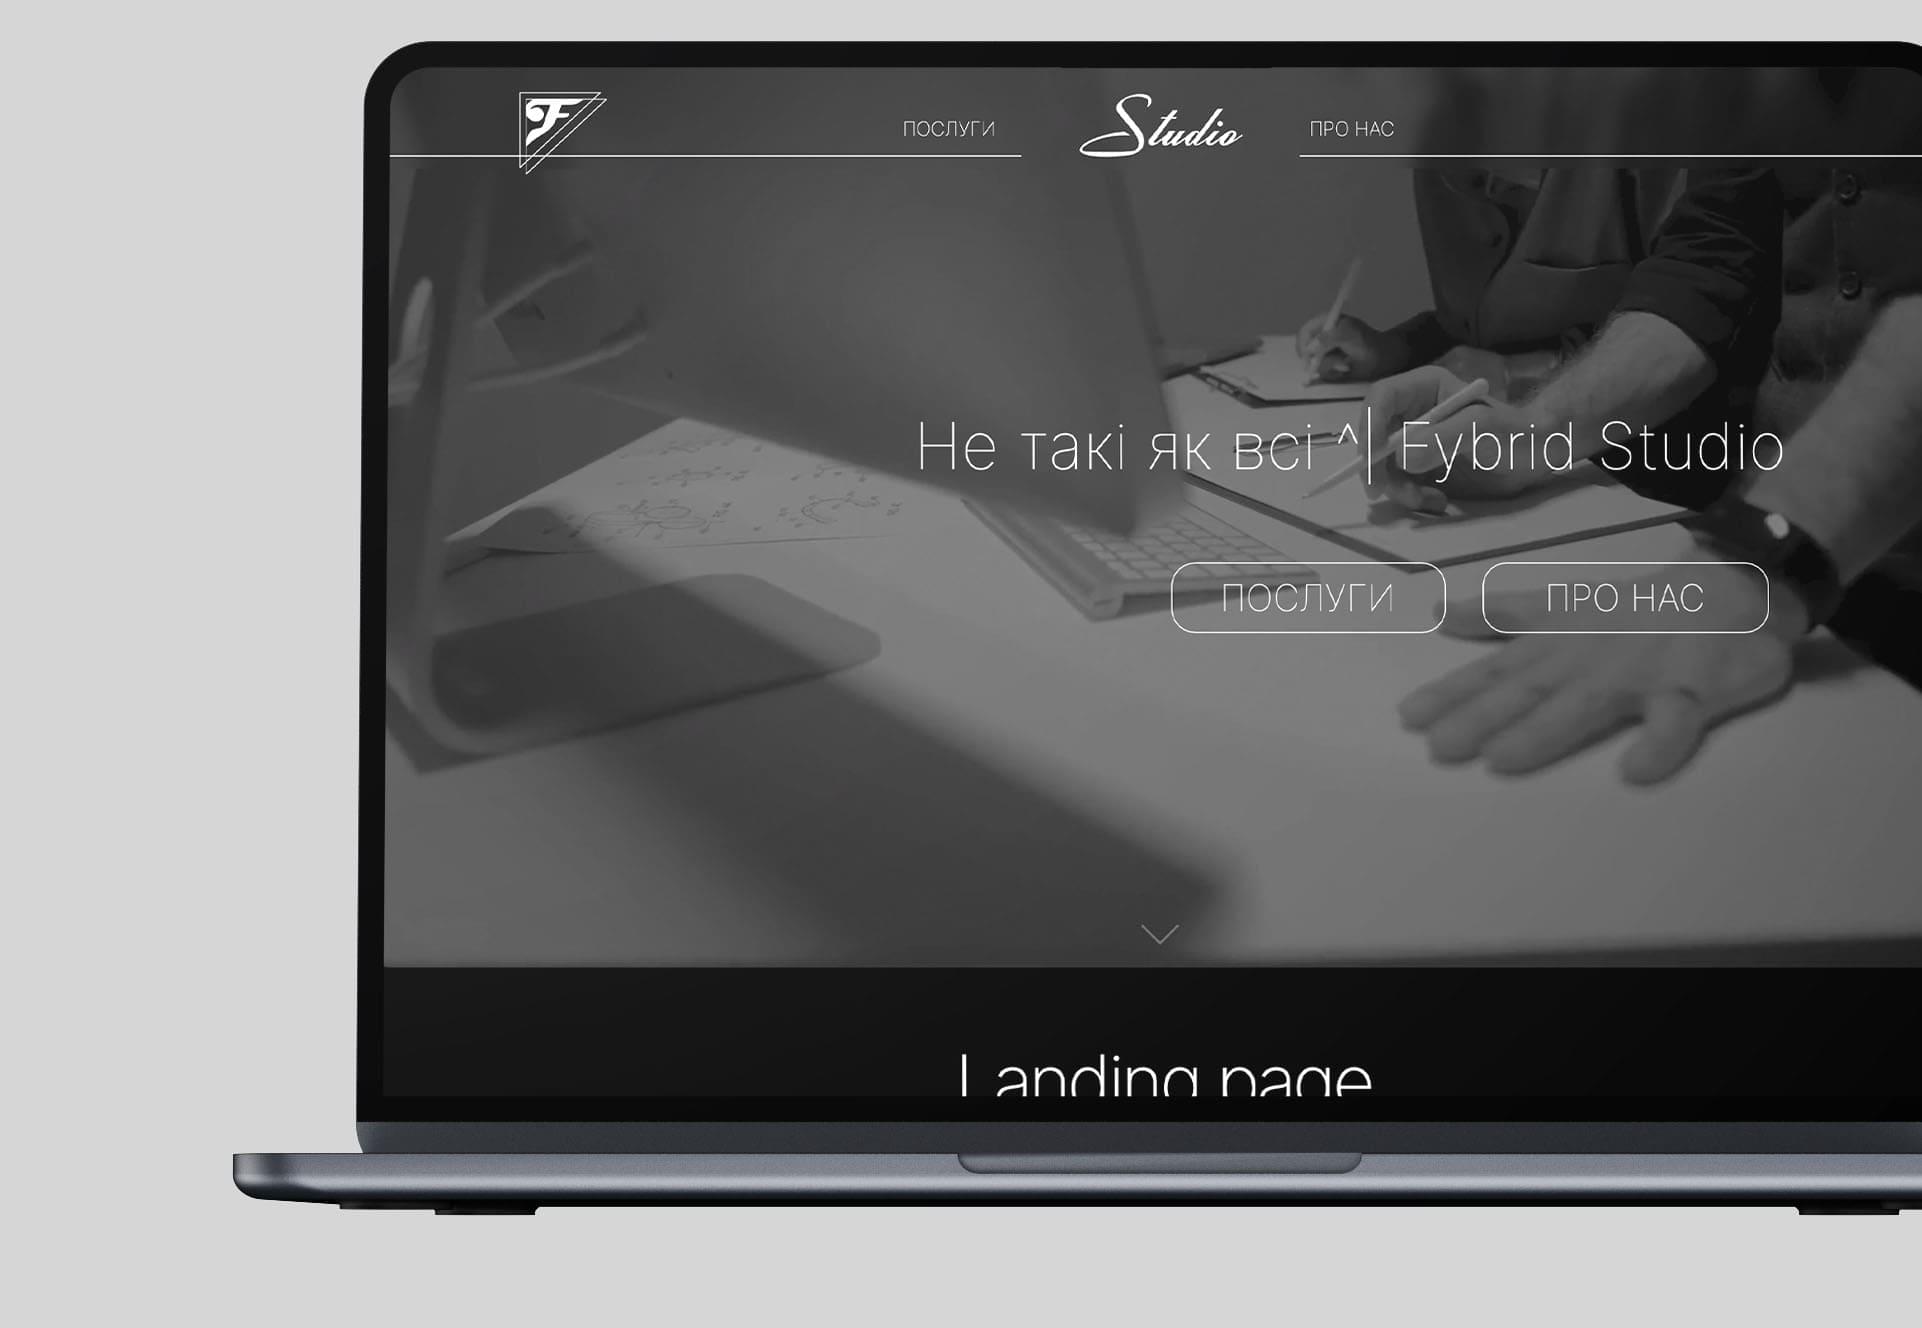 F
ПОСЛУГИ Studio ПРО НАС
Не такі як всі ^| Fybrid Studio
ПОСЛУГИ ПРО НАС
Landing page